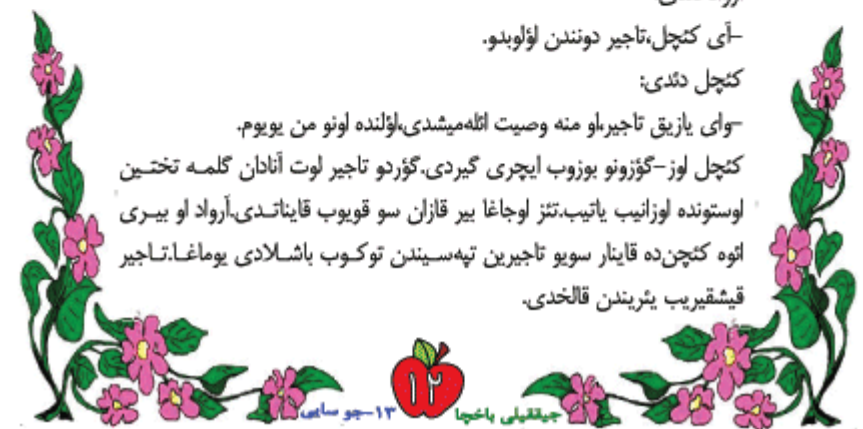 –آی کئچل،تاجیر دونندن لؤلوبدو.
کئچل دئدی:
–وای یازیق تاجیر،او منه وصیت ائله‌میشدی،لؤلنده اونو من یویوم.
کئچل لوز–گؤزونو بوزوب ایچری گیردی.گؤردو تاجیر لوت آنادان گلمه تختین
اوستونده اوزانیب یاتیب.تئز اوجاغا بیر قازان سو قویوب قایناتدی.آرواد او بیری
ائوه کئچن‌ده قاینار سویو تاجیرین تپه‌سیندن توکوب باشلادی یوماغا.تاجیر
قیشقیریب یئریندن قالخدی.
۱۲
جیققیلی باخچا
۱۳–جو سایی